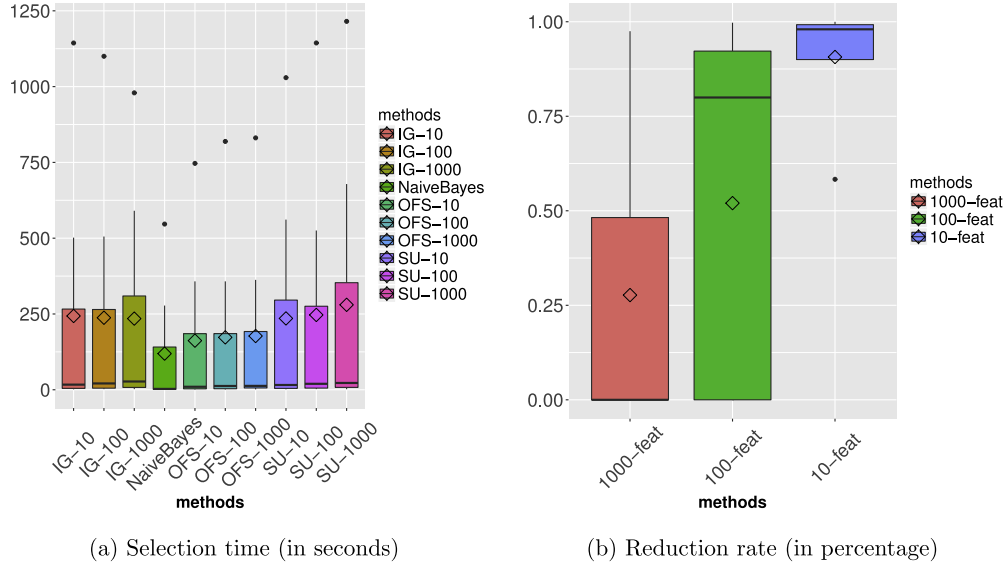 1250
1000
750
500
250
0
IG−10
IG−100
IG−1000
NaiveBayes
OFS−10
OFS−100
OFS−1000
SU−10
SU−100
SU−1000
methods
methods
IG−10
IG−100
IG−1000
NaiveBayes
OFS−10
OFS−100
OFS−1000
SU−10
SU−100
SU−1000
(a) Selection time (in seconds)
1.00
0.75
0.50
0.25
0.00
1000−feat
100−feat
10−feat
methods
methods
1000−feat
100−feat
10−feat
(b) Reduction rate (in percentage)